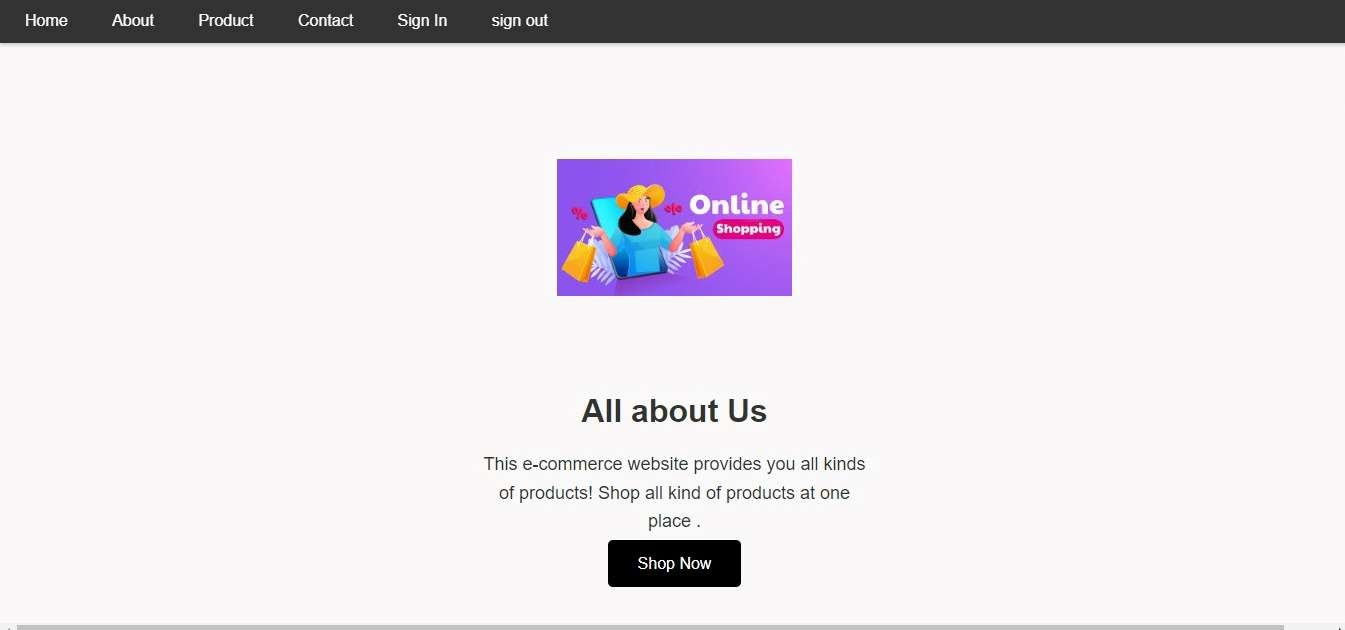 Home About Product Contact Sign In sign out
Online
Shopping
All about Us
This e-commerce website provides you all kinds
of products! Shop all kind of products at one
place .
Shop Now